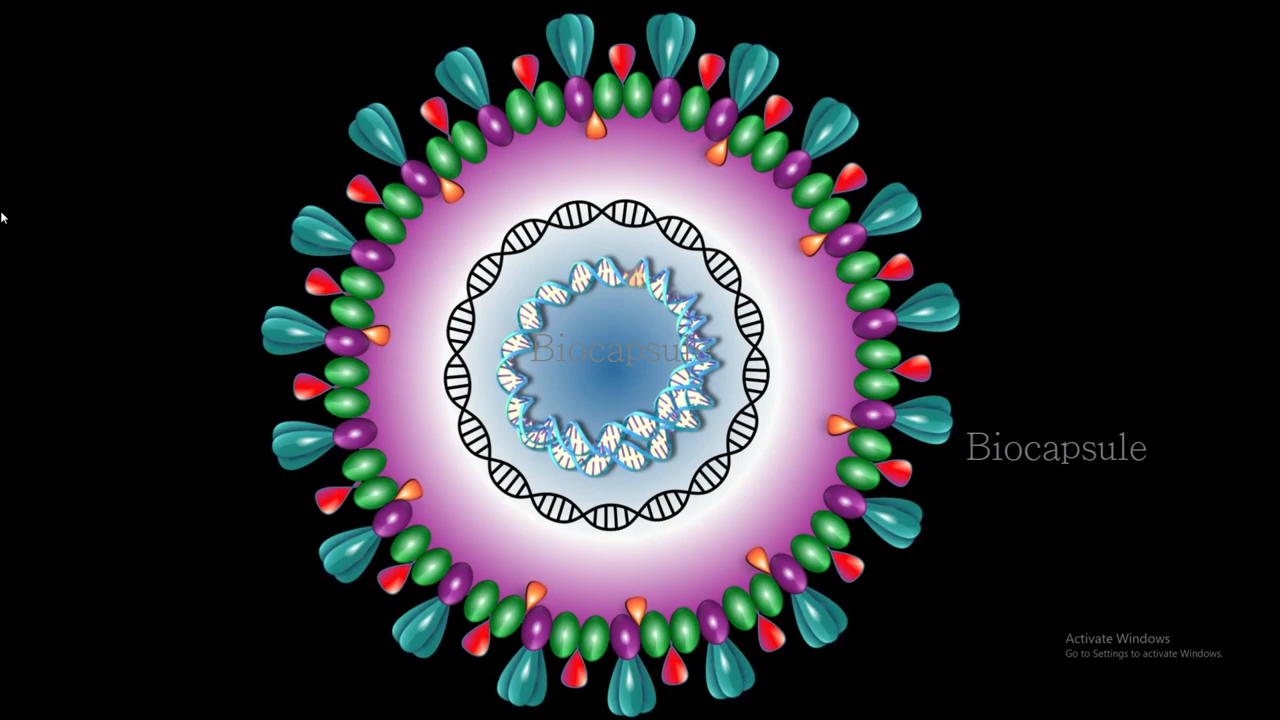 Biocapsule
Biocapsule
Activate Windows
Go to Settings to activate Windows.